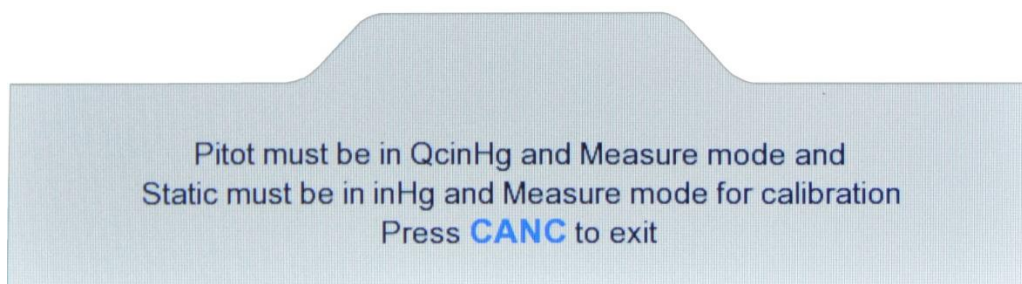 Pitot must be in QcinHg and Measure mode and
Static must be in inHg and Measure mode for calibration
Press CANC to exit